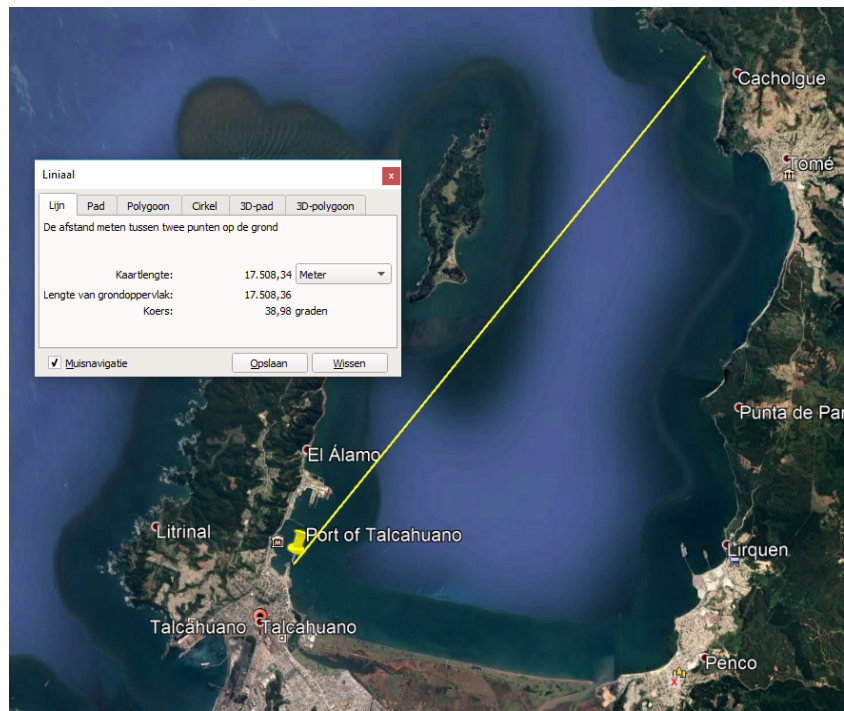 Cacholgue
Tomé
Liniaal
x
Lijn Pad Polygoon Cirkel 3D-pad 3D-polygoon
De afstand meten tussen twee punten op de grond
Kaartlengte: 17.508,34 Meter
Lengte van grondoppervlak: 17.508,36
Koers: 38,98 graden
Muisnavigatie Opslaan Wissen
Punta de Par
El Álamo
Litrinal
Port of Talcahuano
Lirquen
Talcahuano Talcahuano
Penco